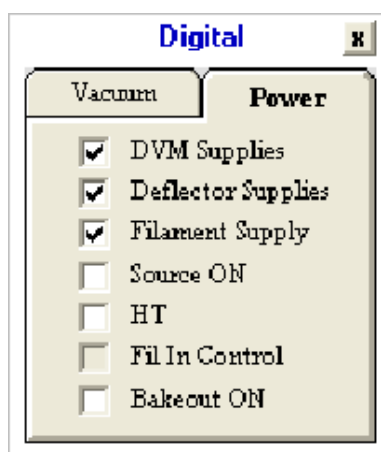 Digital x
Vacuum Power
DVM Supplies
Deflector Supplies
Filament Supply
Source ON
HT
Fil In Control
Bakeout ON